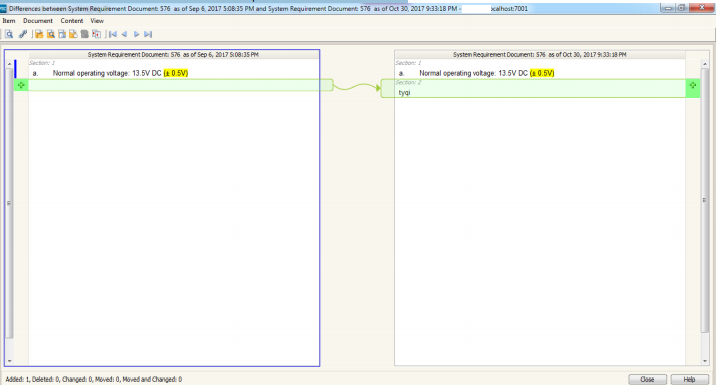 Differences between System Requirement Document: 576 as of Sep 6, 2017 5:08:35 PM and System Requirement Document: 576 as of Oct 30, 2017 9:33:18 PM - ocalhost:7001
Item Document Content View
System Requirement Document: 576 as of Sep 6, 2017 5:08:35 PM
Section: 1
a. Normal operating voltage: 13.5V DC (± 0.5V)
System Requirement Document: 576 as of Oct 30, 2017 9:33:18 PM
Section: 1
a. Normal operating voltage: 13.5V DC (± 0.5V)
Section: 2
tyqi
Added: 1, Deleted: 0, Changed: 0, Moved: 0, Moved and Changed: 0
Close Help